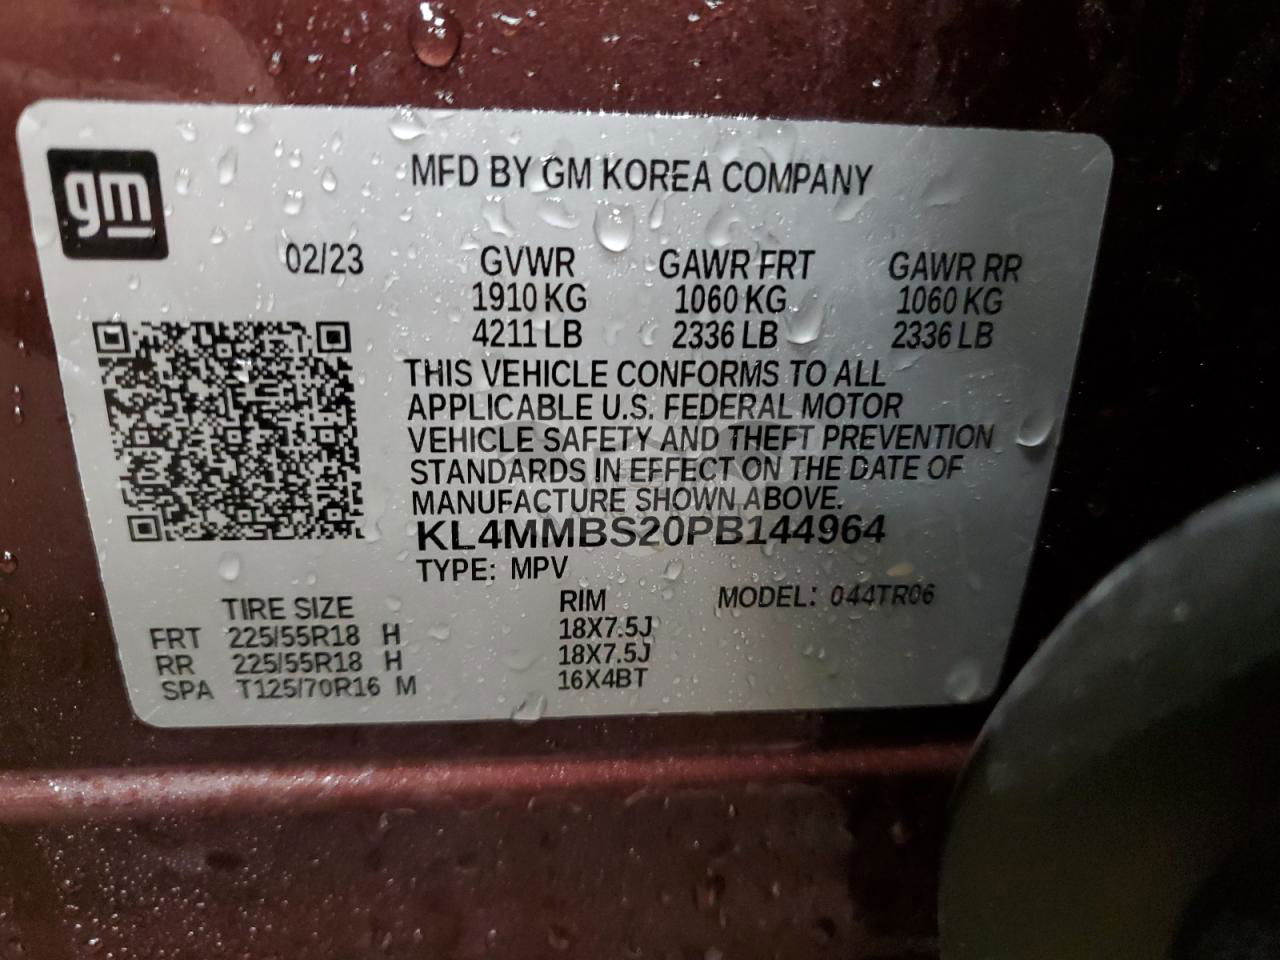 gm
MFD BY GM KOREA COMPANY
02/23 GVWR GAWR FRT GAWR RR
1910 KG 1060 KG 1060 KG
4211 LB 2336 LB 2336 LB
THIS VEHICLE CONFORMS TO ALL
APPLICABLE U.S. FEDERAL MOTOR
VEHICLE SAFETY AND THEFT PREVENTION
STANDARDS IN EFFECT ON THE DATE OF
MANUFACTURE SHOWN ABOVE.
KL4MMBS20PB144964
TYPE: MPV
TIRE SIZE RIM MODEL: 044TR06
FRT 225/55R18 H 18X7.5J
RR 225/55R18 H 18X7.5J
SPA T125/70R16 M 16X4BT